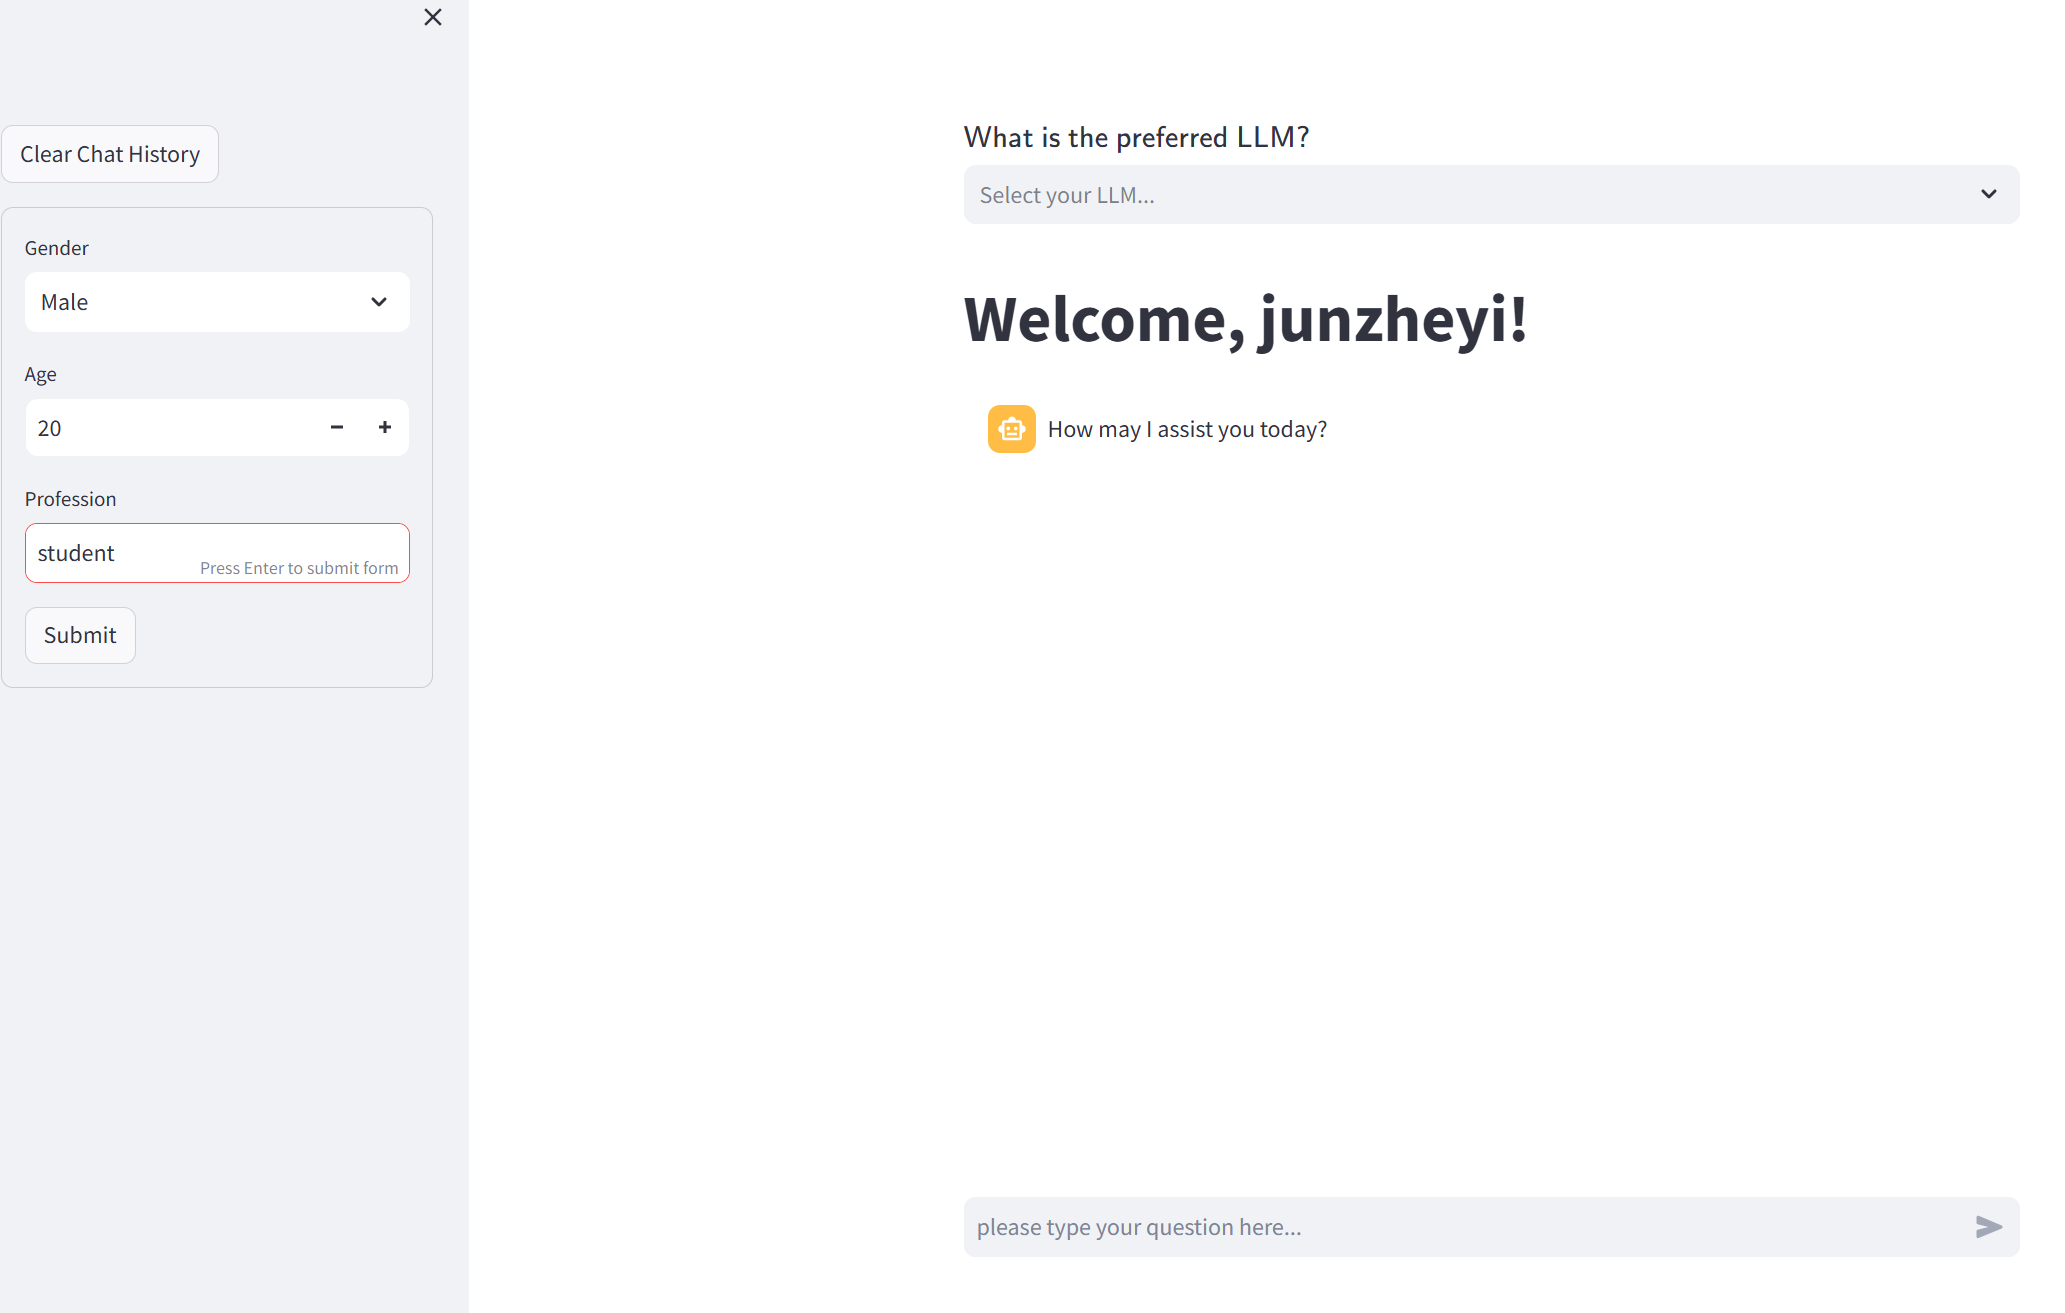 Clear Chat History
Gender
Male
Age
20
Profession
student
Press Enter to submit form
Submit
What is the preferred LLM?
Select your LLM...
Welcome, junzheyi!
How may I assist you today?
please type your question here...